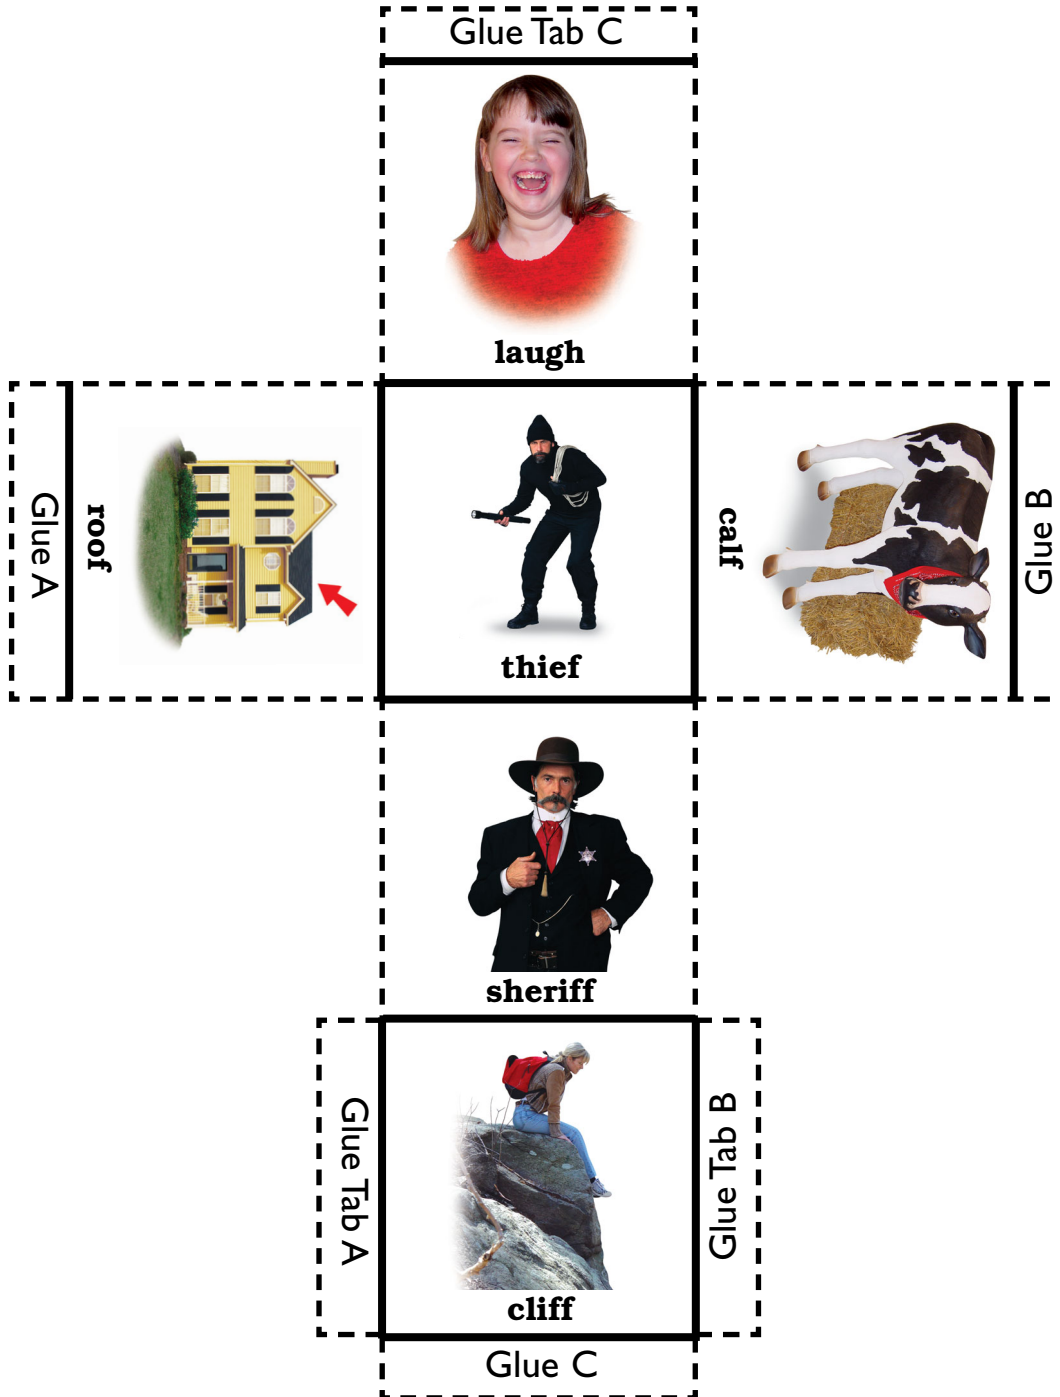 Glue Tab C
laugh
Glue A
roof
thief
calf
Glue B
sheriff
Glue Tab A
cliff
Glue Tab B
Glue C